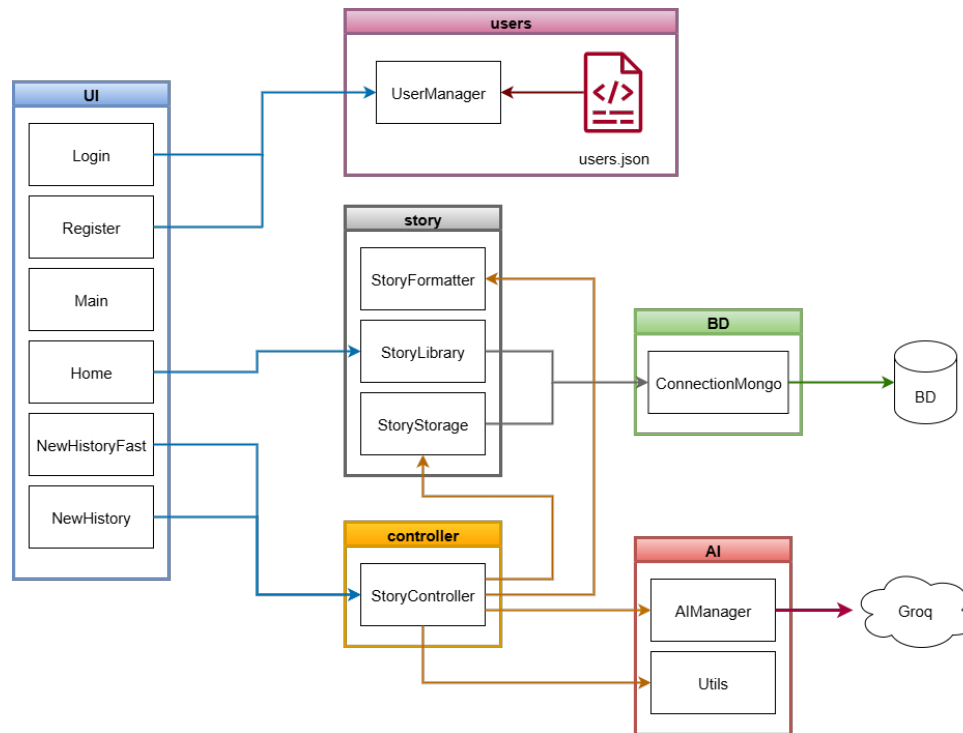 users
UserManager
users.json
UI
Login
Register
Main
Home
NewHistoryFast
NewHistory
story
StoryFormatter
StoryLibrary
StoryStorage
BD
ConnectionMongo
BD
controller
StoryController
AI
AIManager
Utils
Groq